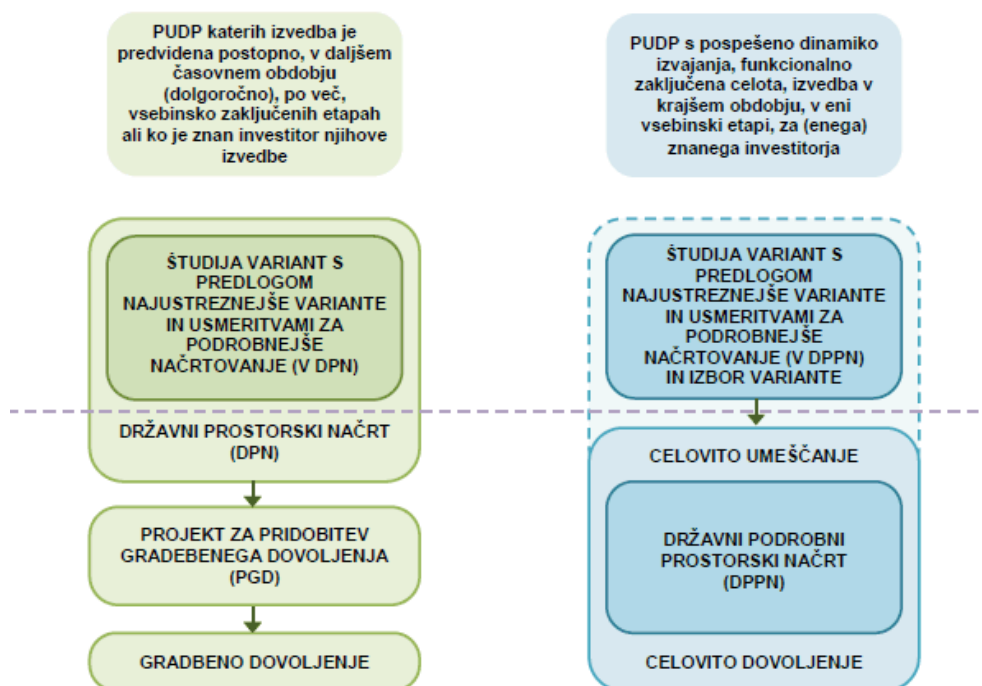 PUDP katerih izvedba je
predvidena postopno, v daljšem
časovnem obdobju
(dolgoročno), po več,
vsebinsko zaključenih etapah
ali ko je znan investitor njihove
izvedbe
ŠTUDIJA VARIANT S
PREDLOGOM
NAJUSTREZNEJŠE VARIANTE
IN USMERITVAMI ZA
PODROBNEJŠE
NAČRTOVANJE (V DPN)
DRŽAVNI PROSTORSKI NAČRT
(DPN)
PROJEKT ZA PRIDOBITEV
GRADEBENEGA DOVOLJENJA
(PGD)
GRADBENO DOVOLJENJE
PUDP s pospešeno dinamiko
izvajanja, funkcionalno
zaključena celota, izvedba v
krajšem obdobju, v eni
vsebinski etapi, za (enega)
znanega investitorja
ŠTUDIJA VARIANT S
PREDLOGOM
NAJUSTREZNEJŠE VARIANTE
IN USMERITVAMI ZA
PODROBNEJŠE
NAČRTOVANJE (V DPPN)
IN IZBOR VARIANTE
CELOVITO UMEŠČANJE
DRŽAVNI PODROBNI
PROSTORSKI NAČRT
(DPPN)
CELOVITO DOVOLJENJE